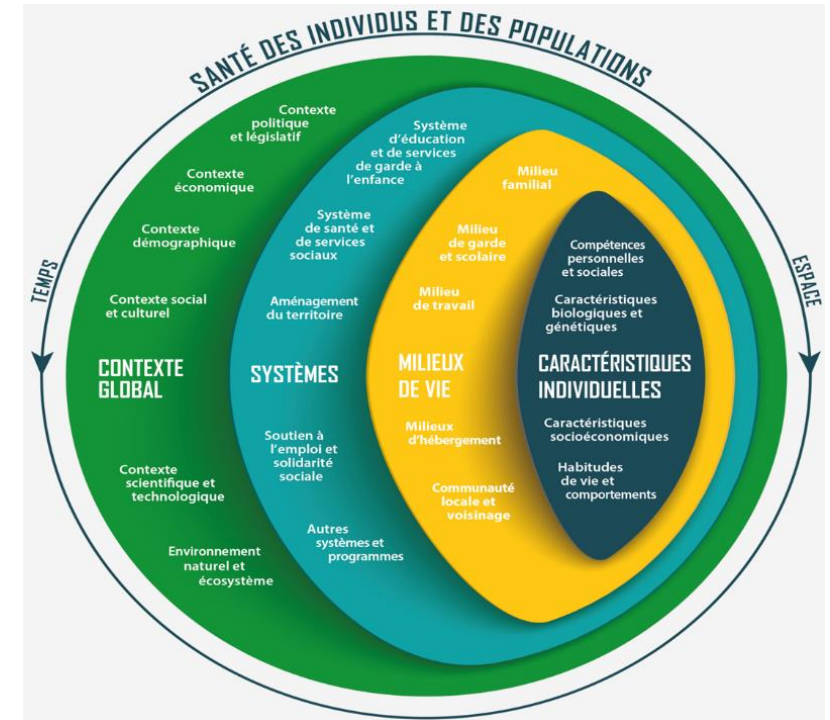 SANTÉ DES INDIVIDUS ET DES POPULATIONS
TEMPS
ESPACE
Contexte
politique
et législatif
Contexte
économique
Contexte
démographique
Contexte social
et culturel
CONTEXTE
GLOBAL
Contexte
scientifique et
technologique
Environnement
naturel et
écosystème
Système
d'éducation
et de services
de garde à
l'enfance
Système
de santé et
de services
sociaux
Aménagement
du territoire
SYSTÈMES
Soutien à
l'emploi et
solidarité
sociale
Autres
systèmes et
programmes
Milieu
familial
Milieu
de garde
et scolaire
Milieu
de travail
MILIEUX
DE VIE
Milieux
d'hébergement
Communauté
locale et
voisinage
Compétences
personnelles
et sociales
Caractéristiques
biologiques et
génétiques
CARACTÉRISTIQUES
INDIVIDUELLES
Caractéristiques
socioéconomiques
Habitudes
de vie et
comportements